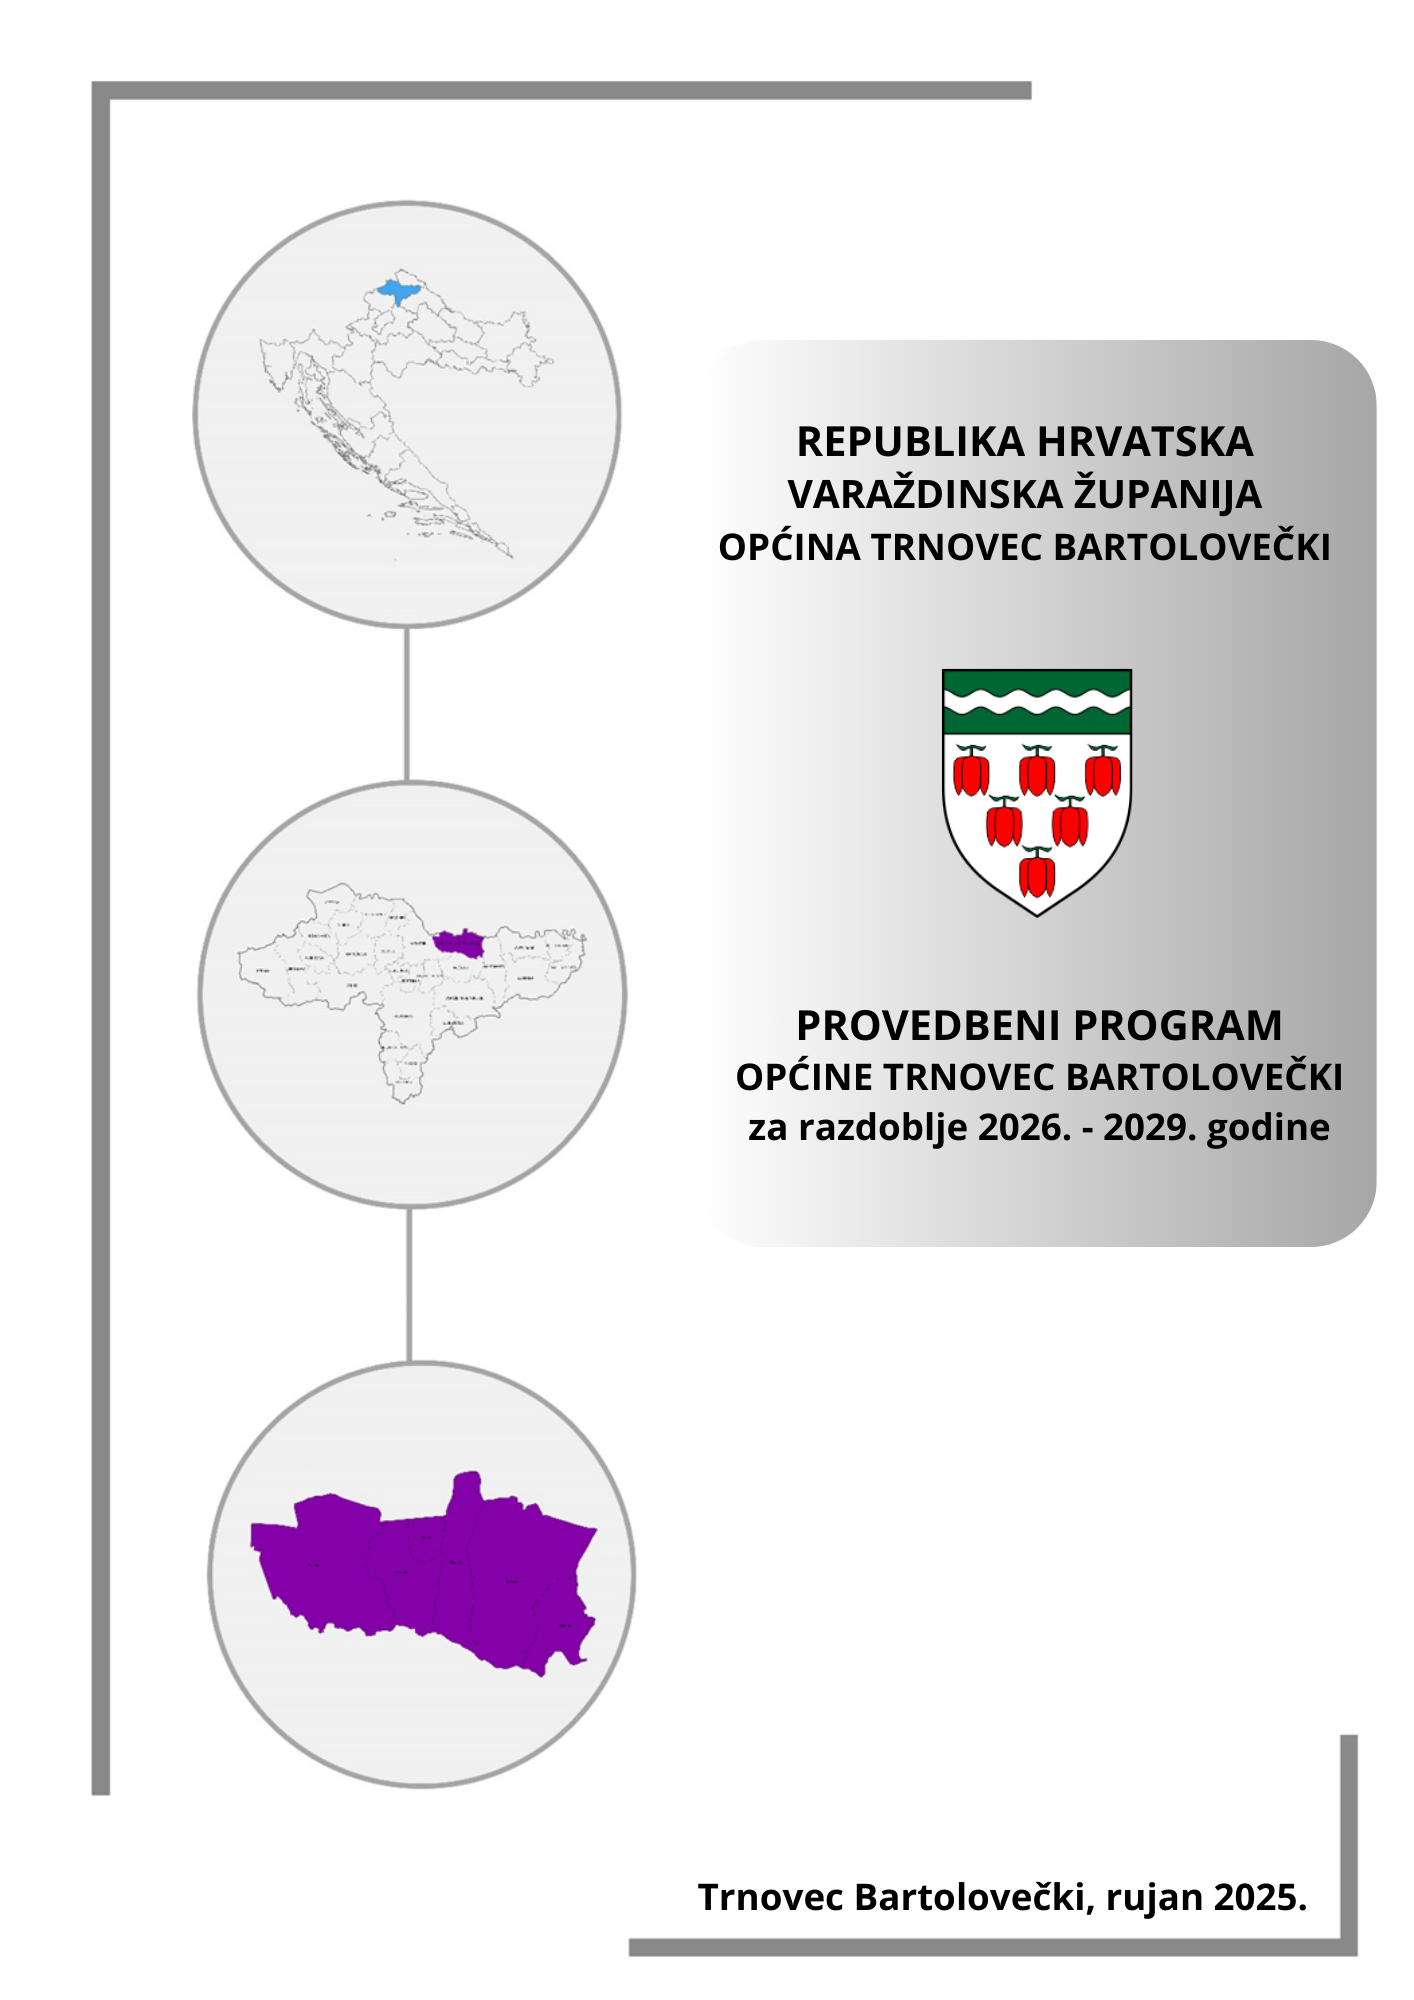 REPUBLIKA HRVATSKA
VARAŽDINSKA ŽUPANIJA
OPĆINA TRNOVEC BARTOLOVEČKI
PROVEDBENI PROGRAM
OPĆINE TRNOVEC BARTOLOVEČKI
za razdoblje 2026. - 2029. godine
Trnovec Bartolovečki, rujan 2025.